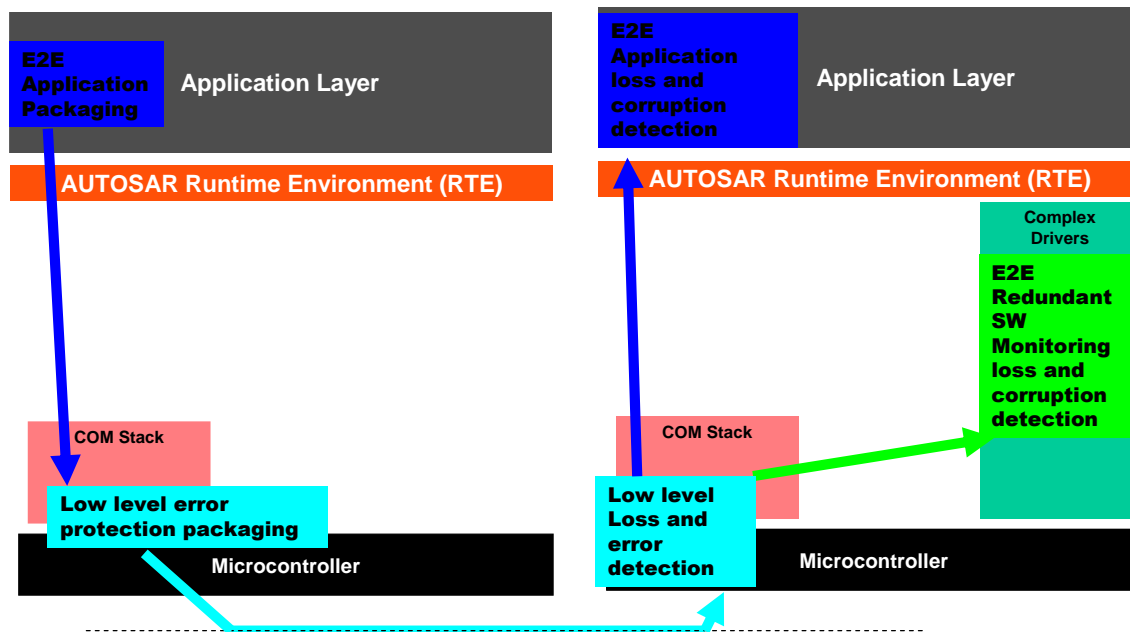 E2E
Application
Packaging
Application Layer
AUTOSAR Runtime Environment (RTE)
COM Stack
Low level error
protection packaging
Microcontroller
E2E
Application
loss and
corruption
detection
Application Layer
AUTOSAR Runtime Environment (RTE)
Complex
Drivers
E2E
Redundant
SW
Monitoring
loss and
corruption
detection
COM Stack
Low level
Loss and
error
detection
Microcontroller